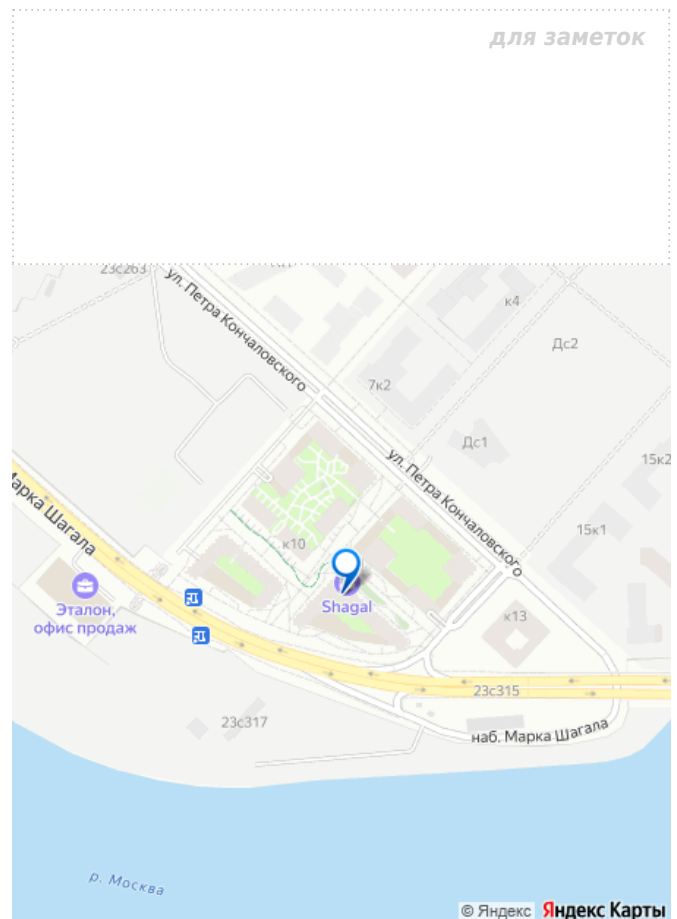 для заметок
23с263
ул. Петра Кончаловского
к4
Дс2
7к2
Дс1
ул. Петра Кончаловского
15к2
Марка Шагала
15к1
к10
Эталон,
офис продаж
Shagal
к13
23с315
23с317
наб. Марка Шагала
р. Москва
© Яндекс Яндекс Карты